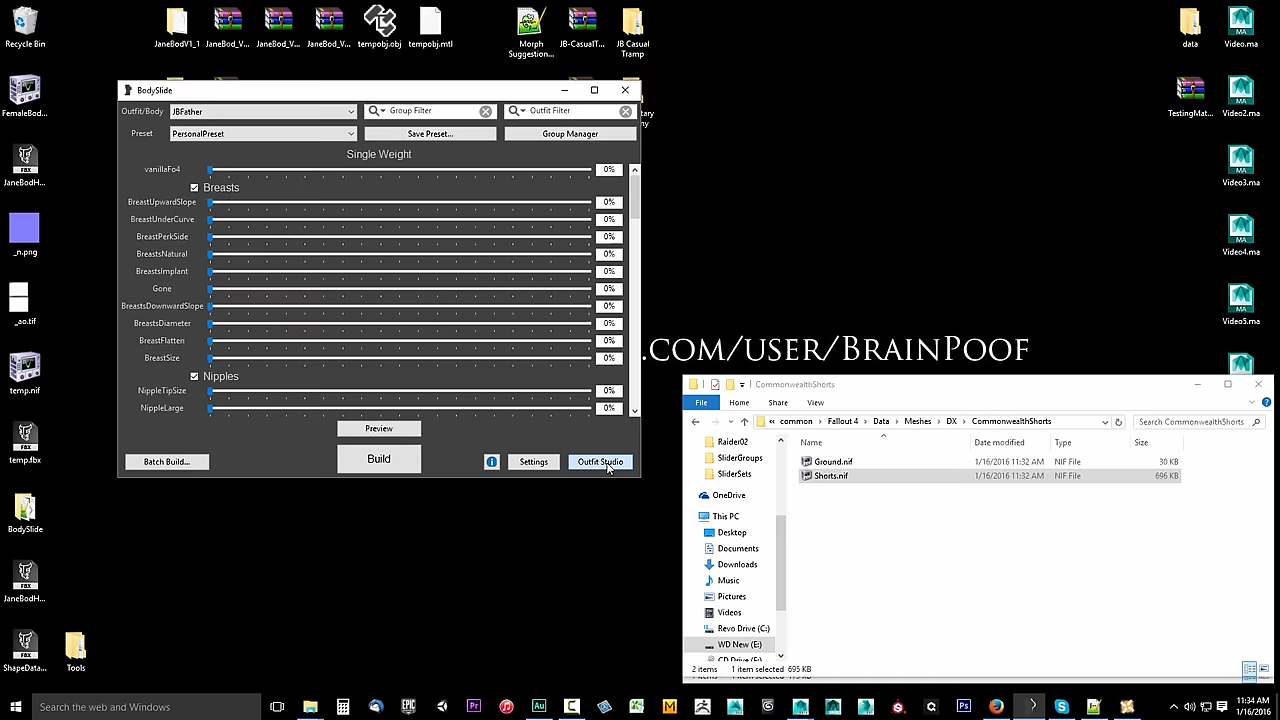 Recycle Bin
JaneBodV1_1
JaneBod_V...
JaneBod_V...
JaneBod_V...
tempobj.obj
tempobj.mtl
Morph
Suggestion...
JB-CasualT...
JB Casual
Tramp
data
Video.ma
FemaleBod...
TestingMat...
Video2.ma
JaneBodH...
Video3.ma
_n.png
Video4.ma
_ao.tif
Video5.ma
temp.nif
temp.fbx
BodySlide
JaneBodH...
ShapeData...
Tools
BodySlide
Outfit/Body
JBFather
Group Filter
Outfit Filter
Preset
PersonalPreset
Save Preset...
Group Manager
Single Weight
vanillaFo4
0%
Breasts
BreastUpwardSlope
0%
BreastUnderCurve
0%
BreastPerkSide
0%
BreastsNatural
0%
BreastsImplant
0%
Gone
0%
BreastsDownwardSlope
0%
BreastsDiameter
0%
BreastFlatten
0%
BreastSize
0%
Nipples
NippleTipSize
0%
NippleLarge
0%
Preview
Batch Build...
Build
Settings
Outfit Studio
.com/user/BrainPoof
CommonwealthShorts
File
Home
Share
View
« common
Fallout 4
Data
Meshes
DX
CommonwealthShorts
Search CommonwealthShorts
Name
Date modified
Type
Size
Ground.nif
1/16/2016 11:32 AM
NIF File
30 KB
Shorts.nif
1/16/2016 11:32 AM
NIF File
696 KB
Raider02
SliderGroups
SliderSets
OneDrive
This PC
Desktop
Documents
Downloads
Music
Pictures
Videos
Revo Drive (C:)
WD New (E:)
CD Drive (F:)
2 items
1 item selected 695 KB
Search the web and Windows
11:34 AM
1/16/2016